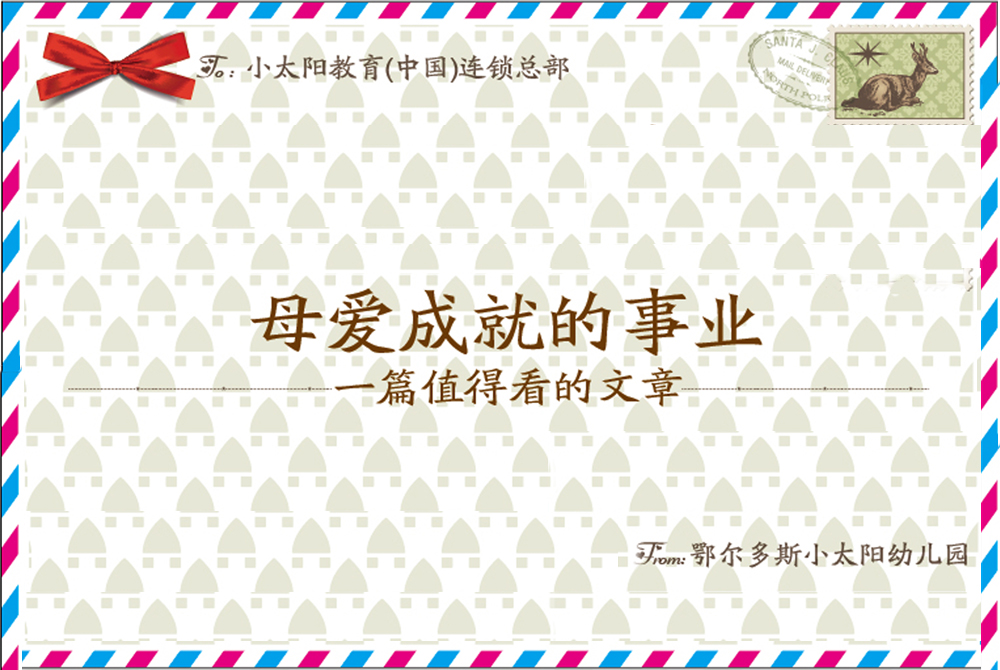 To: 小太阳教育(中国)连锁总部
SANTA
MAIL DELIVERY
NORTH POLE
母爱成就的事业
一篇值得看的文章
From: 鄂尔多斯小太阳幼儿园